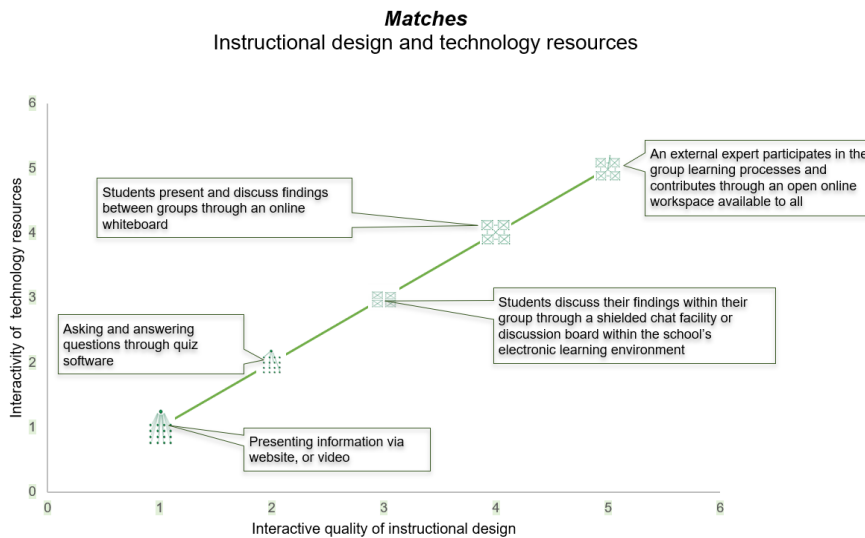 Matches
Instructional design and technology resources
6
5
4
3
2
1
0
Interactivity of technology resources
An external expert participates in the
group learning processes and
contributes through an open online
workspace available to all
Students present and discuss findings
between groups through an online
whiteboard
Students discuss their findings within their
group through a shielded chat facility or
discussion board within the school's
electronic learning environment
Asking and answering
questions through quiz
software
Presenting information via
website, or video
0 1 2 3 4 5 6
Interactive quality of instructional design